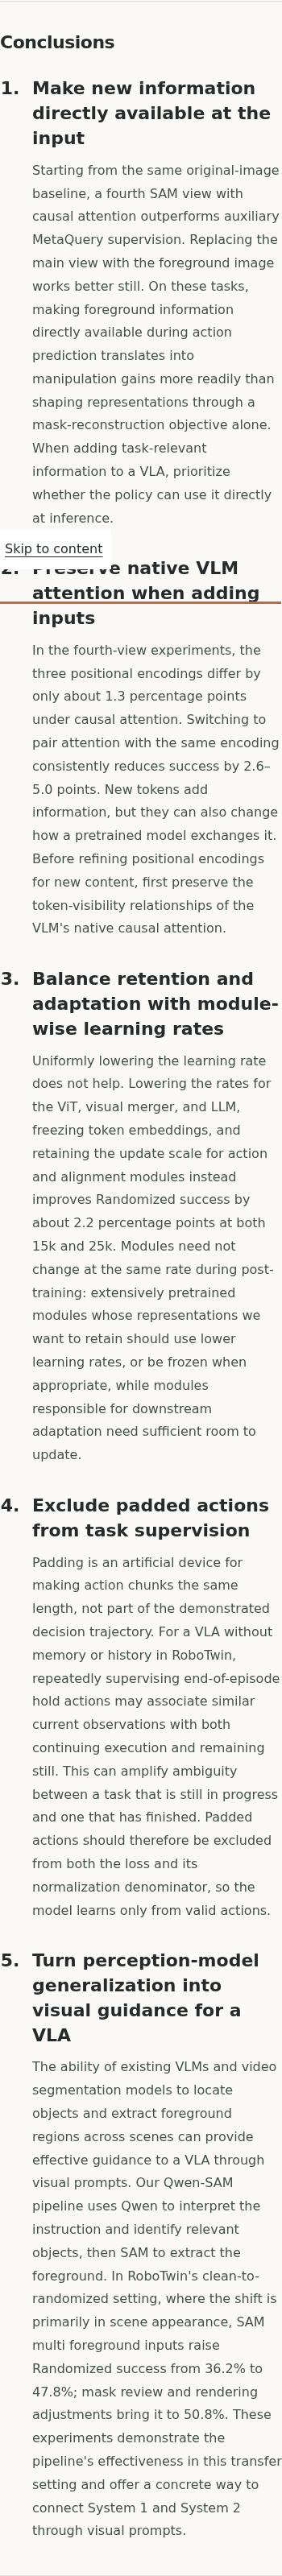 Conclusions
1. Make new information
directly available at the
input
Starting from the same original-image
baseline, a fourth SAM view with
causal attention outperforms auxiliary
MetaQuery supervision. Replacing the
main view with the foreground image
works better still. On these tasks,
making foreground information
directly available during action
prediction translates into
manipulation gains more readily than
shaping representations through a
mask-reconstruction objective alone.
When adding task-relevant
information to a VLA, prioritize
whether the policy can use it directly
at inference.
Skip to content
2. Preserve native VLM
attention when adding
inputs
In the fourth-view experiments, the
three positional encodings differ by
only about 1.3 percentage points
under causal attention. Switching to
pair attention with the same encoding
consistently reduces success by 2.6–
5.0 points. New tokens add
information, but they can also change
how a pretrained model exchanges it.
Before refining positional encodings
for new content, first preserve the
token-visibility relationships of the
VLM's native causal attention.
3. Balance retention and
adaptation with module-
wise learning rates
Uniformly lowering the learning rate
does not help. Lowering the rates for
the ViT, visual merger, and LLM,
freezing token embeddings, and
retaining the update scale for action
and alignment modules instead
improves Randomized success by
about 2.2 percentage points at both
15k and 25k. Modules need not
change at the same rate during post-
training: extensively pretrained
modules whose representations we
want to retain should use lower
learning rates, or be frozen when
appropriate, while modules
responsible for downstream
adaptation need sufficient room to
update.
4. Exclude padded actions
from task supervision
Padding is an artificial device for
making action chunks the same
length, not part of the demonstrated
decision trajectory. For a VLA without
memory or history in RoboTwin,
repeatedly supervising end-of-episode
hold actions may associate similar
current observations with both
continuing execution and remaining
still. This can amplify ambiguity
between a task that is still in progress
and one that has finished. Padded
actions should therefore be excluded
from both the loss and its
normalization denominator, so the
model learns only from valid actions.
5. Turn perception-model
generalization into
visual guidance for a
VLA
The ability of existing VLMs and video
segmentation models to locate
objects and extract foreground
regions across scenes can provide
effective guidance to a VLA through
visual prompts. Our Qwen-SAM
pipeline uses Qwen to interpret the
instruction and identify relevant
objects, then SAM to extract the
foreground. In RoboTwin's clean-to-
randomized setting, where the shift is
primarily in scene appearance, SAM
multi foreground inputs raise
Randomized success from 36.2% to
47.8%; mask review and rendering
adjustments bring it to 50.8%. These
experiments demonstrate the
pipeline's effectiveness in this transfer
setting and offer a concrete way to
connect System 1 and System 2
through visual prompts.